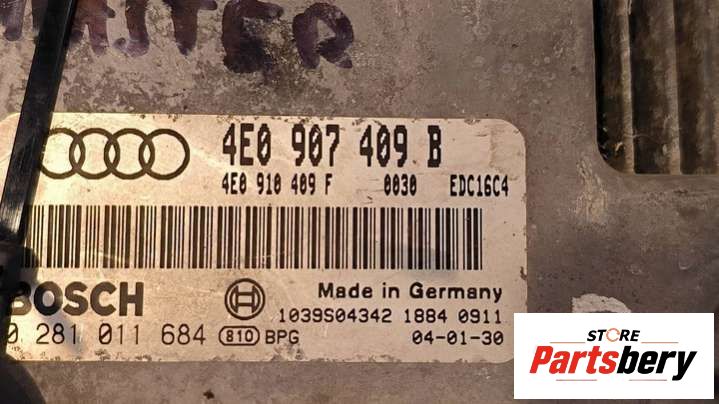 4E0 907 409 B
4E0 910 409 F 0030 EDC16C4
BOSCH
Made in Germany
1039S04342 1884 0911
0 281 011 684 810 BPG 04-01-30
STORE
Partsbery